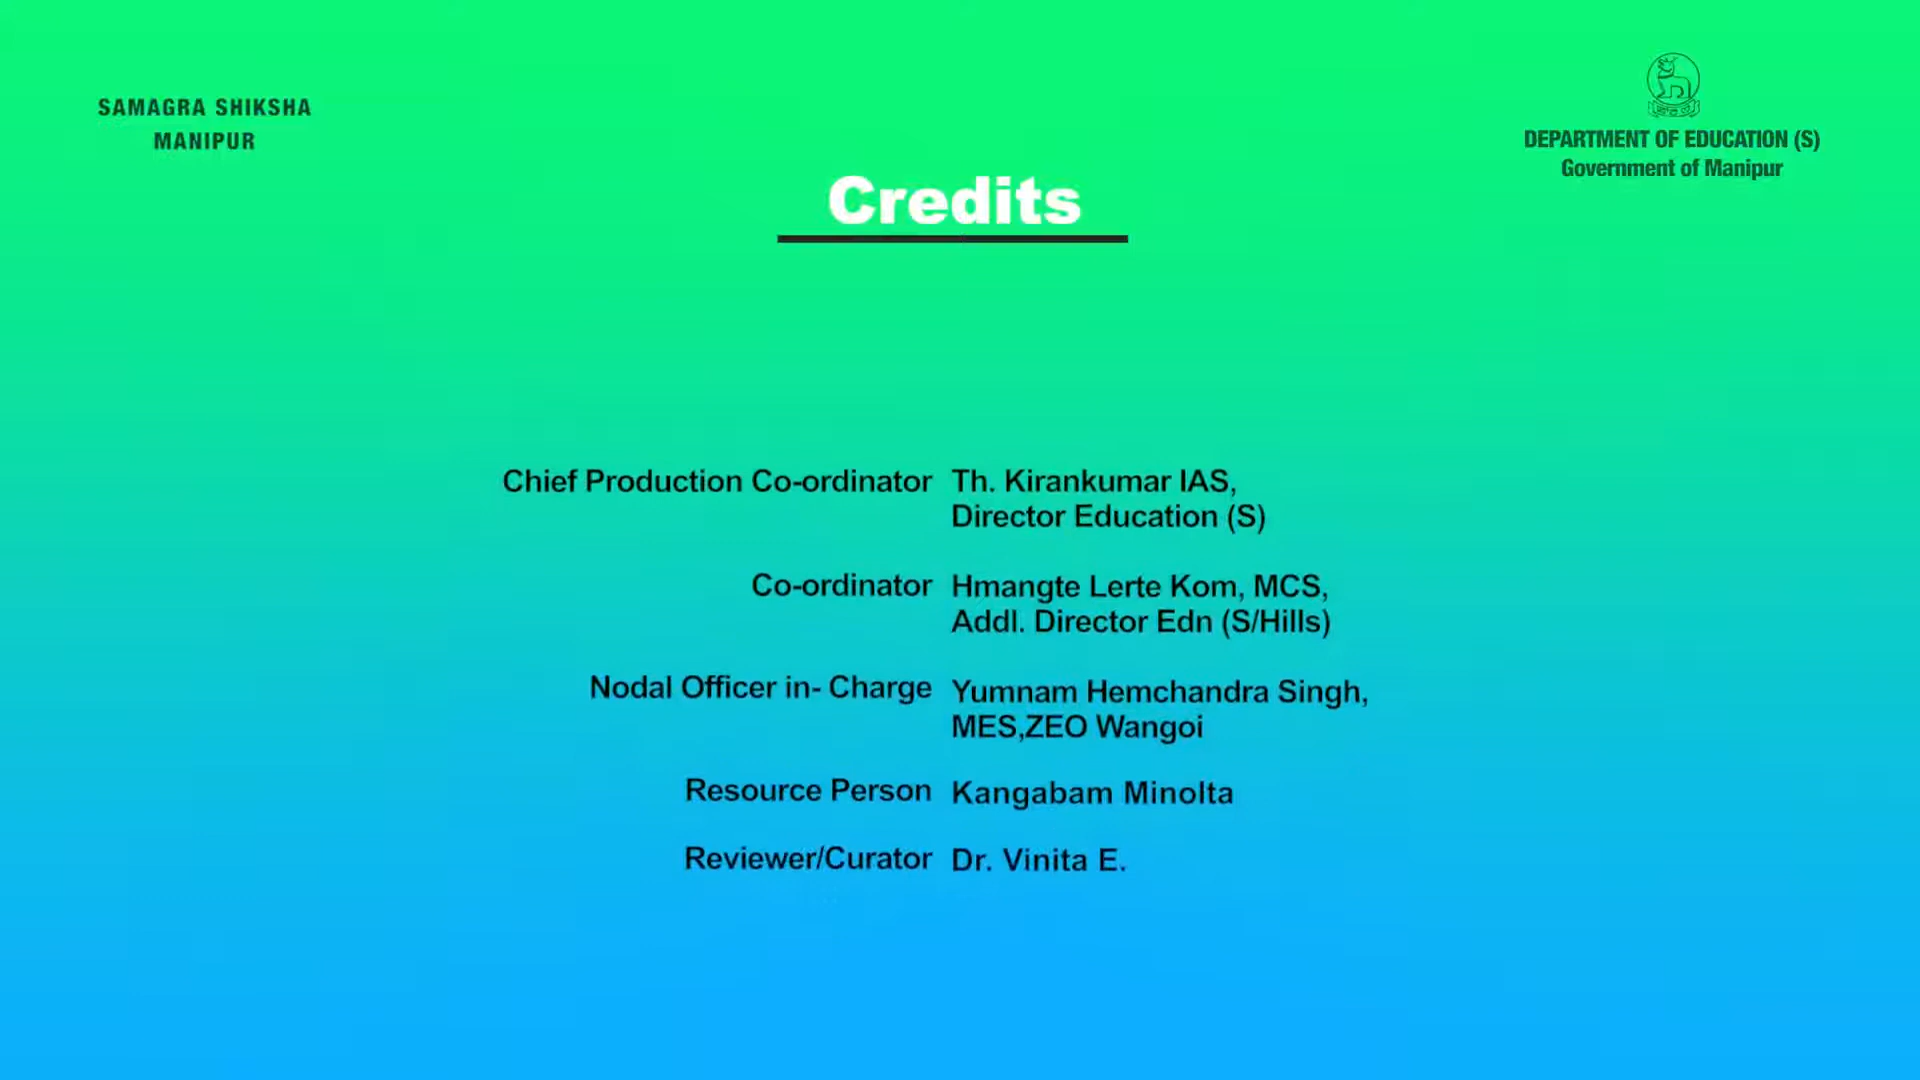 SAMAGRA SHIKSHA
MANIPUR
DEPARTMENT OF EDUCATION (S)
Government of Manipur
Credits
Chief Production Co-ordinator Th. Kirankumar IAS,
Director Education (S)
Co-ordinator Hmangte Lerte Kom, MCS,
Addl. Director Edn (S/Hills)
Nodal Officer in- Charge Yumnam Hemchandra Singh,
MES,ZEO Wangoi
Resource Person Kangabam Minolta
Reviewer/Curator Dr. Vinita E.